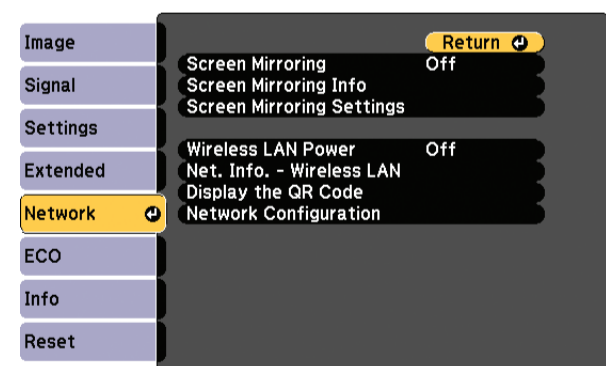 Image
Signal
Settings
Extended
Network
ECO
Info
Reset
Return
Screen Mirroring Off
Screen Mirroring Info
Screen Mirroring Settings
Wireless LAN Power Off
Net. Info. - Wireless LAN
Display the QR Code
Network Configuration